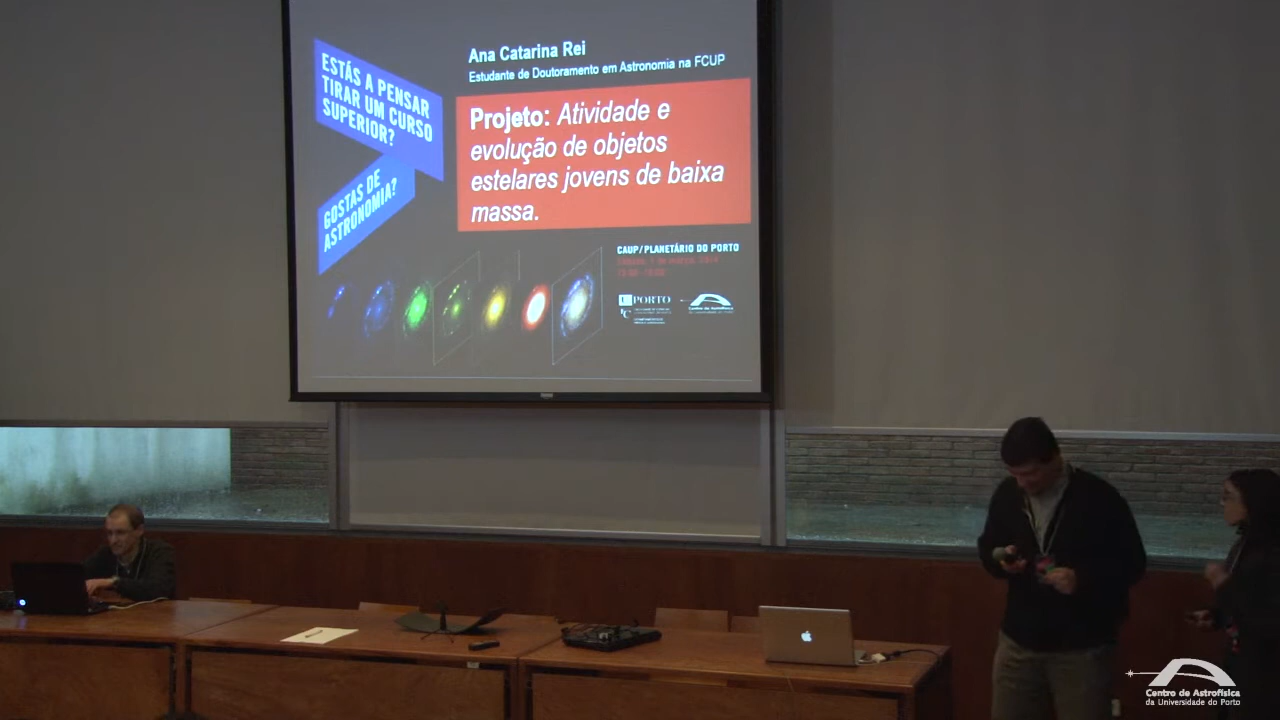 Ana Catarina Rei
Estudante de Doutoramento em Astronomia na FCUP
ESTÁS A PENSAR
TIRAR UM CURSO
SUPERIOR?
Projeto: Atividade e
evolução de objetos
estelares jovens de baixa
massa.
GOSTAS DE
ASTRONOMIA?
CAUP/PLANETÁRIO DO PORTO
PORTO
Centro de Astrofísica
da Universidade do Porto